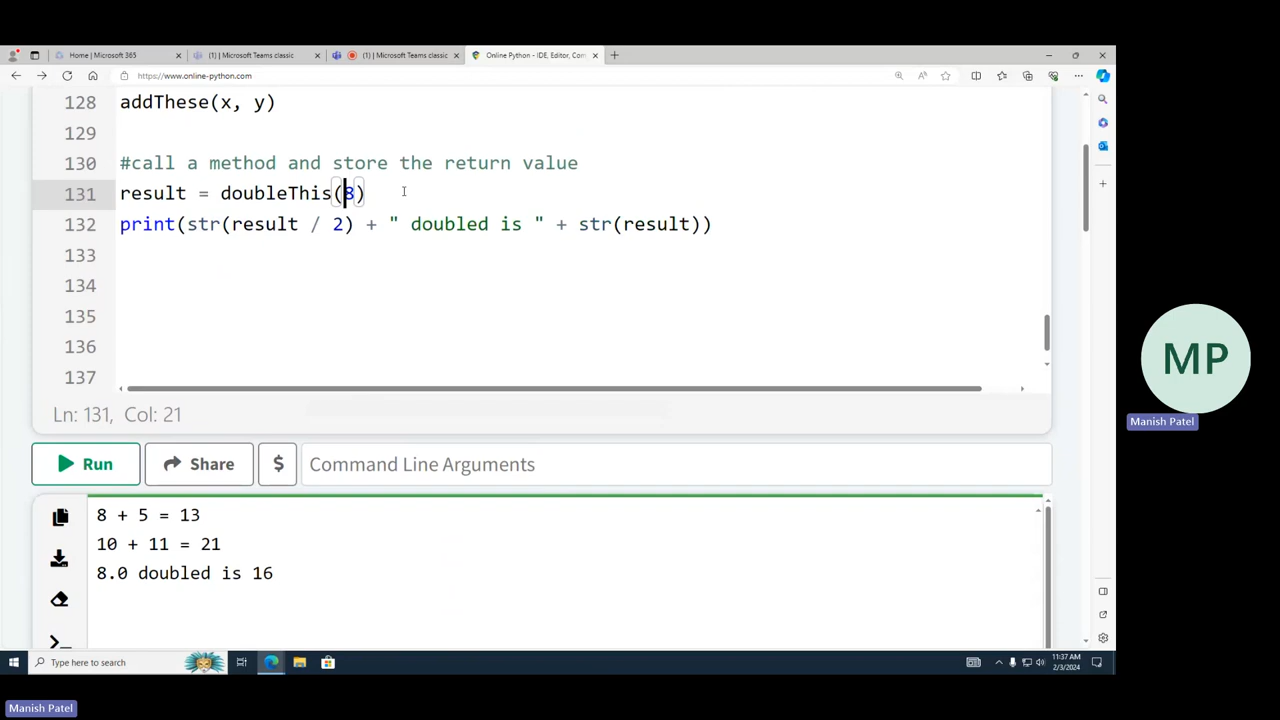 Home | Microsoft 365
(1) | Microsoft Teams classic
(1) | Microsoft Teams classic
Online Python - IDE, Editor, Com
https://www.online-python.com
128 addThese(x, y)
129
130 #call a method and store the return value
131 result = doubleThis(8)
132 print(str(result / 2) + " doubled is " + str(result))
133
134
135
136
137
Ln: 131, Col: 21
Run
Share
$
Command Line Arguments
8 + 5 = 13
10 + 11 = 21
8.0 doubled is 16
MP
Manish Patel
Type here to search
11:37 AM
2/3/2024
Manish Patel